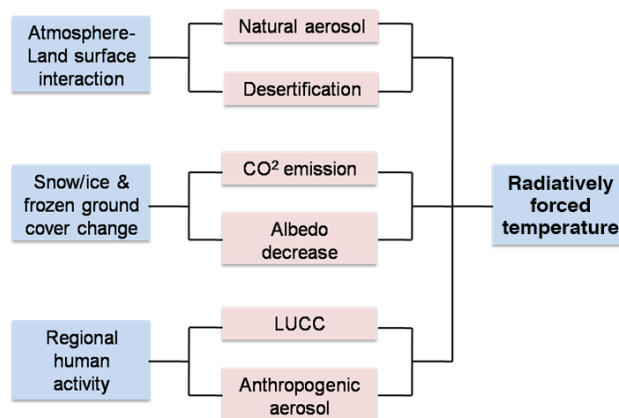 Atmosphere-
Land surface
interaction
Natural aerosol
Desertification
Snow/ice &
frozen ground
cover change
CO² emission
Albedo
decrease
Radiatively
forced
temperature
Regional
human
activity
LUCC
Anthropogenic
aerosol